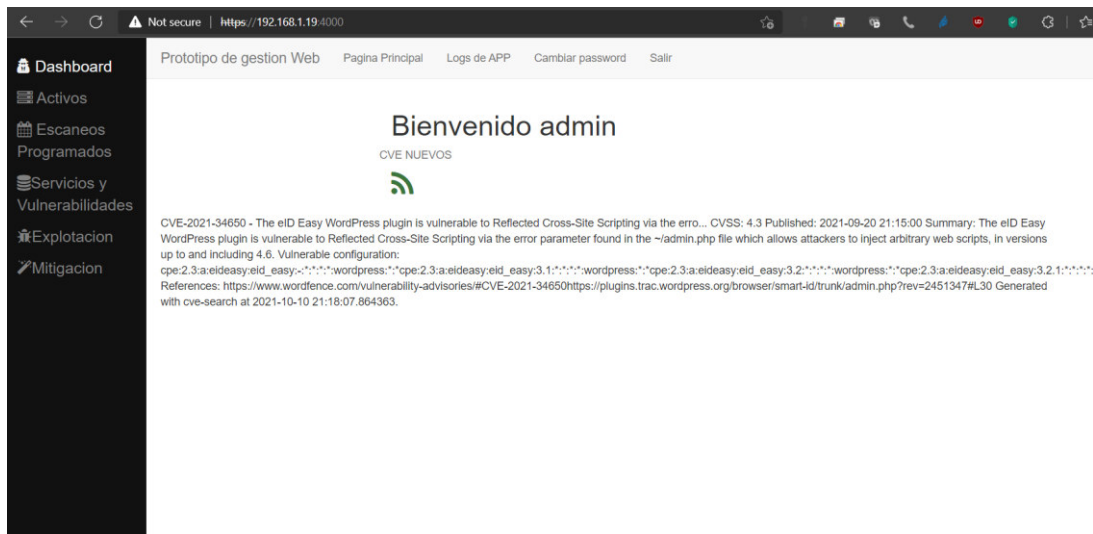 Not secure | https://192.168.1.19:4000
Dashboard
Activos
Escaneos
Programados
Servicios y
Vulnerabilidades
Explotacion
Mitigacion
Prototipo de gestion Web Pagina Principal Logs de APP Cambiar password Salir
Bienvenido admin
CVE NUEVOS
CVE-2021-34650 - The eID Easy WordPress plugin is vulnerable to Reflected Cross-Site Scripting via the erro... CVSS: 4.3 Published: 2021-09-20 21:15:00 Summary: The eID Easy
WordPress plugin is vulnerable to Reflected Cross-Site Scripting via the error parameter found in the ~/admin.php file which allows attackers to inject arbitrary web scripts, in versions
up to and including 4.6. Vulnerable configuration:
cpe:2.3:a:eideasy:eid_easy:-:*:*:*:*:wordpress:*:*cpe:2.3:a:eideasy:eid_easy:3.1:*:*:*:*:wordpress:*:*cpe:2.3:a:eideasy:eid_easy:3.2:*:*:*:*:wordpress:*:*cpe:2.3:a:eideasy:eid_easy:3.2.1:*:*:*:*:
References: https://www.wordfence.com/vulnerability-advisories/#CVE-2021-34650https://plugins.trac.wordpress.org/browser/smart-id/trunk/admin.php?rev=2451347#L30 Generated
with cve-search at 2021-10-10 21:18:07.864363.